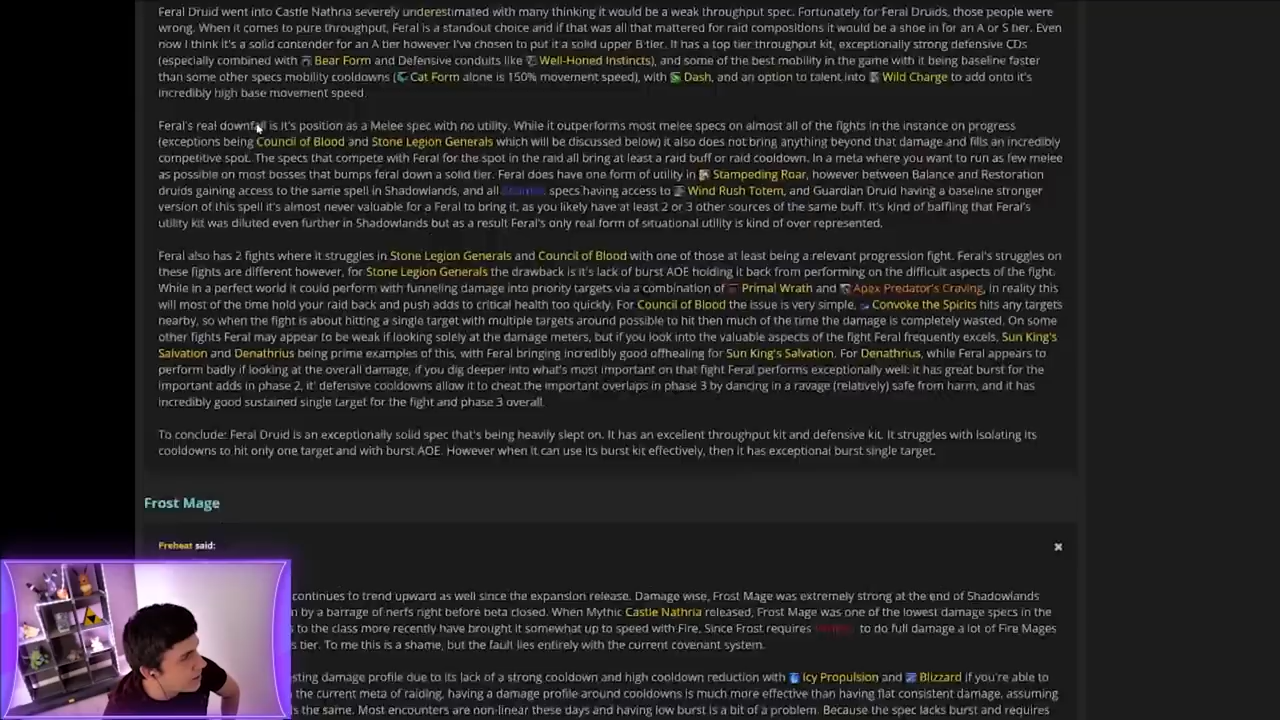 Feral Druid went into Castle Nathria severely underestimated with many thinking it would be a weak throughput spec. Fortunately for Feral Druids, those people were
wrong. When it comes to pure throughput, Feral is a standout choice and if that was all that mattered for raid compositions it would be a shoe in for an A or S tier. Even
now I think it's a solid contender for an A tier however I've chosen to put it a solid upper B tier. It has a top tier throughput kit, exceptionally strong defensive CDs
(especially combined with Bear Form and Defensive conduits like Well-Honed Instincts), and some of the best mobility in the game with it being baseline faster
than some other specs mobility cooldowns (Cat Form alone is 150% movement speed), with Dash, and an option to talent into Wild Charge to add onto it's
incredibly high base movement speed.
Feral's real downfall is it's position as a Melee spec with no utility. While it outperforms most melee specs on almost all of the fights in the instance on progress
(exceptions being Council of Blood and Stone Legion Generals which will be discussed below) it also does not bring anything beyond that damage and fills an incredibly
competitive spot. The specs that compete with Feral for the spot in the raid all bring at least a raid buff or raid cooldown. In a meta where you want to run as few melee
as possible on most bosses that bumps feral down a solid tier. Feral does have one form of utility in Stampeding Roar, however between Balance and Restoration
druids gaining access to the same spell in Shadowlands, and all specs having access to Wind Rush Totem, and Guardian Druid having a baseline stronger
version of this spell it's almost never valuable for a Feral to bring it, as you likely have at least 2 or 3 other sources of the same buff. It's kind of baffling that Feral's
utility kit was diluted even further in Shadowlands but as a result Feral's only real form of situational utility is kind of over represented.
Feral also has 2 fights where it struggles in Stone Legion Generals and Council of Blood with one of those at least being a relevant progression fight. Feral's struggles on
these fights are different however, for Stone Legion Generals the drawback is it's lack of burst AOE holding it back from performing on the difficult aspects of the fight.
While in a perfect world it could perform with funneling damage into priority targets via a combination of Primal Wrath and Apex Predator's Craving, in reality this
will most of the time hold your raid back and push adds to critical health too quickly. For Council of Blood the issue is very simple, Convoke the Spirits hits any targets
nearby, so when the fight is about hitting a single target with multiple targets around possible to hit then much of the time the damage is completely wasted. On some
other fights Feral may appear to be weak if looking solely at the damage meters, but if you look into the valuable aspects of the fight Feral frequently excels, Sun King's
Salvation and Denathrius being prime examples of this, with Feral bringing incredibly good offhealing for Sun King's Salvation. For Denathrius, while Feral appears to
perform badly if looking at the overall damage, if you dig deeper into what's most important on that fight Feral performs exceptionally well: it has great burst for the
important adds in phase 2, it' defensive cooldowns allow it to cheat the important overlaps in phase 3 by dancing in a ravage (relatively) safe from harm, and it has
incredibly good sustained single target for the fight and phase 3 overall.
To conclude: Feral Druid is an exceptionally solid spec that's being heavily slept on. It has an excellent throughput kit and defensive kit. It struggles with isolating its
cooldowns to hit only one target and with burst AOE. However when it can use its burst kit effectively, then it has exceptional burst single target.
Frost Mage
Preheat said:
continues to trend upward as well since the expansion release. Damage wise, Frost Mage was extremely strong at the end of Shadowlands
by a barrage of nerfs right before beta closed. When Mythic Castle Nathria released, Frost Mage was one of the lowest damage specs in the
to the class more recently have brought it somewhat up to speed with Fire. Since Frost requires to do full damage a lot of Fire Mages
tier. To me this is a shame, but the fault lies entirely with the current covenant system.
esting damage profile due to its lack of a strong cooldown and high cooldown reduction with Icy Propulsion and Blizzard if you're able to
the current meta of raiding, having a damage profile around cooldowns is much more effective than having flat consistent damage, assuming
s the same. Most encounters are non-linear these days and having low burst is a bit of a problem. Because the spec lacks burst and requires